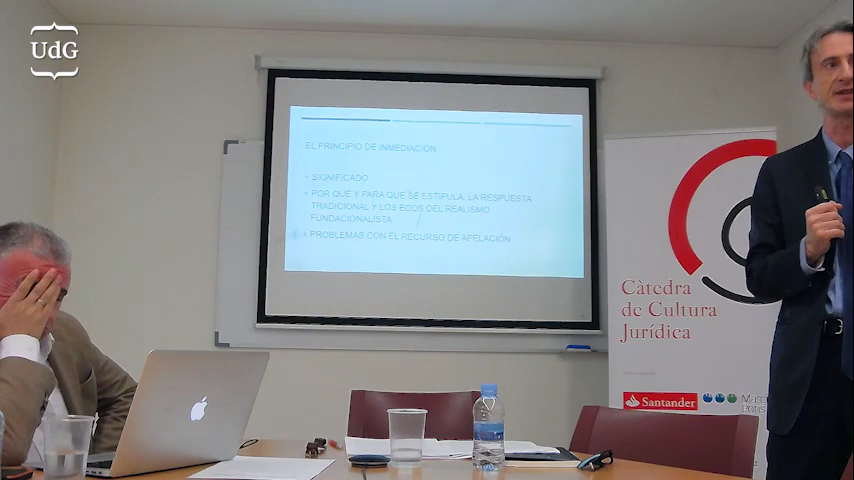 UdG
EL PRINCIPIO DE INMEDIACIÓN
• SIGNIFICADO
• POR QUE Y PARA QUE SE ESTIPULA. LA RESPUESTA
TRADICIONAL Y LOS ECOS DEL REALISMO
FUNDACIONALISTA
• PROBLEMAS CON EL RECURSO DE APELACIÓN
Càtedra
de Cultura
Jurídica
Santander